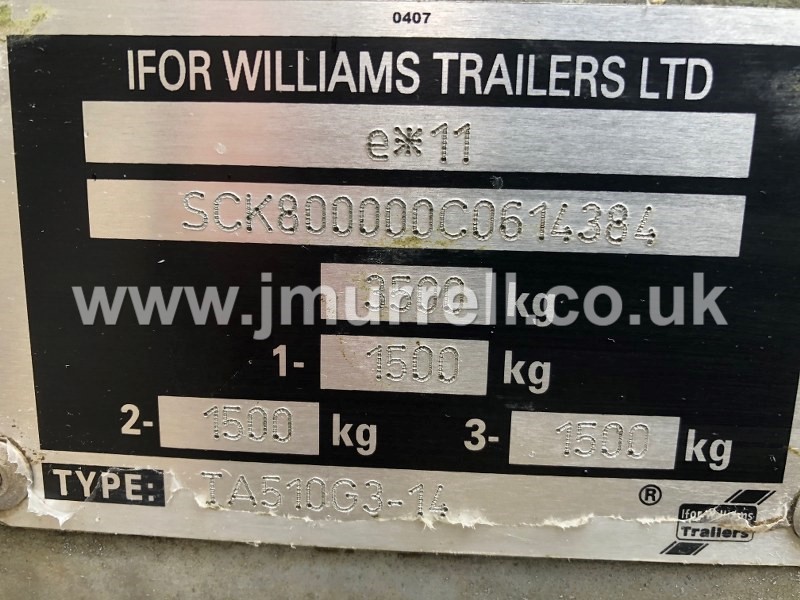 0407
IFOR WILLIAMS TRAILERS LTD
e*11
SCK800000C0614384
www.jmurrell.co.uk
3500 kg
1- 1500 kg
2- 1500 kg 3- 1500 kg
TYPE: TA510G3-14 ®
Ifor Williams
Trailers